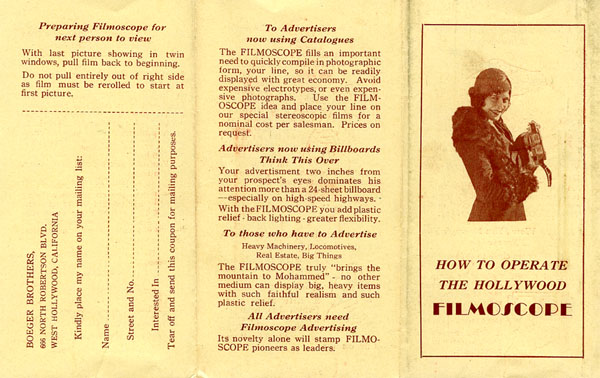 Preparing Filmoscope for
next person to view
With last picture showing in twin
windows, pull film back to beginning.
Do not pull entirely out of right side
as film must be rerolled to start at
first picture.
BOEGER BROTHERS,
666 NORTH ROBERTSON BLVD.
WEST HOLLYWOOD, CALIFORNIA
Kindly place my name on your mailing list:
Name
Street and No.
Interested In
Tear off and send this coupon for mailing purposes.
To Advertisers
now using Catalogues
The FILMOSCOPE fills an important
need to quickly compile in photographic
form, your line, so it can be readily
displayed with great economy. Avoid
expensive electrotypes, or even expen-
sive photographs. Use the FILM-
OSCOPE idea and place your line on
our special stereoscopic films for a
nominal cost per salesman. Prices on
request.
Advertisers now using Billboards
Think This Over
Your advertisment two inches from
your prospect's eyes dominates his
attention more than a 24-sheet billboard
—especially on high-speed highways. -
With the FILMOSCOPE you add plastic
relief - back lighting - greater flexibility.
To those who have to Advertise
Heavy Machinery, Locomotives,
Real Estate, Big Things
The FILMOSCOPE truly "brings the
mountain to Mohammed" - no other
medium can display big, heavy items
with such faithful realism and such
plastic relief.
All Advertisers need
Filmoscope Advertising
Its novelty alone will stamp FILMO-
SCOPE pioneers as leaders.
HOW TO OPERATE
THE HOLLYWOOD
FILMOSCOPE